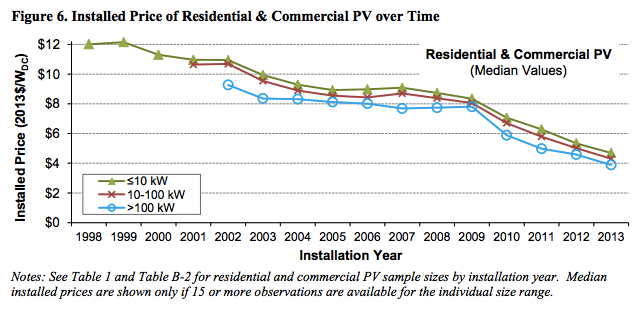 Figure 6. Installed Price of Residential & Commercial PV over Time
Residential & Commercial PV
(Median Values)
Installed Price (2013$/WDC)
$12
$10
$8
$6
$4
$2
$0
≤10 kW
10-100 kW
>100 kW
1998 1999 2000 2001 2002 2003 2004 2005 2006 2007 2008 2009 2010 2011 2012 2013
Installation Year
Notes: See Table 1 and Table B-2 for residential and commercial PV sample sizes by installation year. Median
installed prices are shown only if 15 or more observations are available for the individual size range.